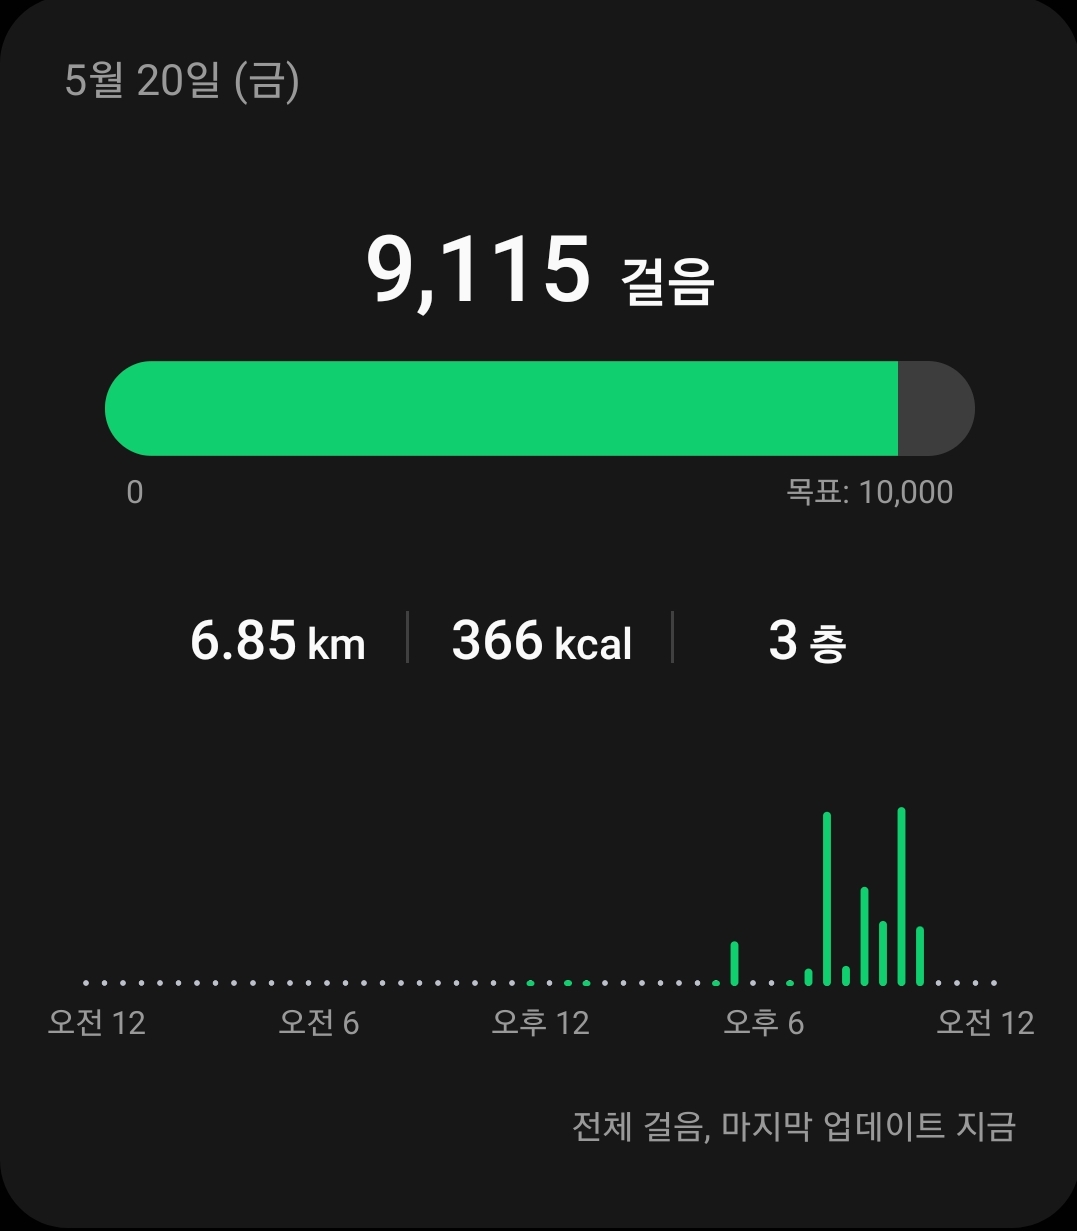 5월 20일 (금)
9,115 걸음
0 목표: 10,000
6.85 km 366 kcal 3 층
오전 12 오전 6 오후 12 오후 6 오전 12
전체 걸음, 마지막 업데이트 지금